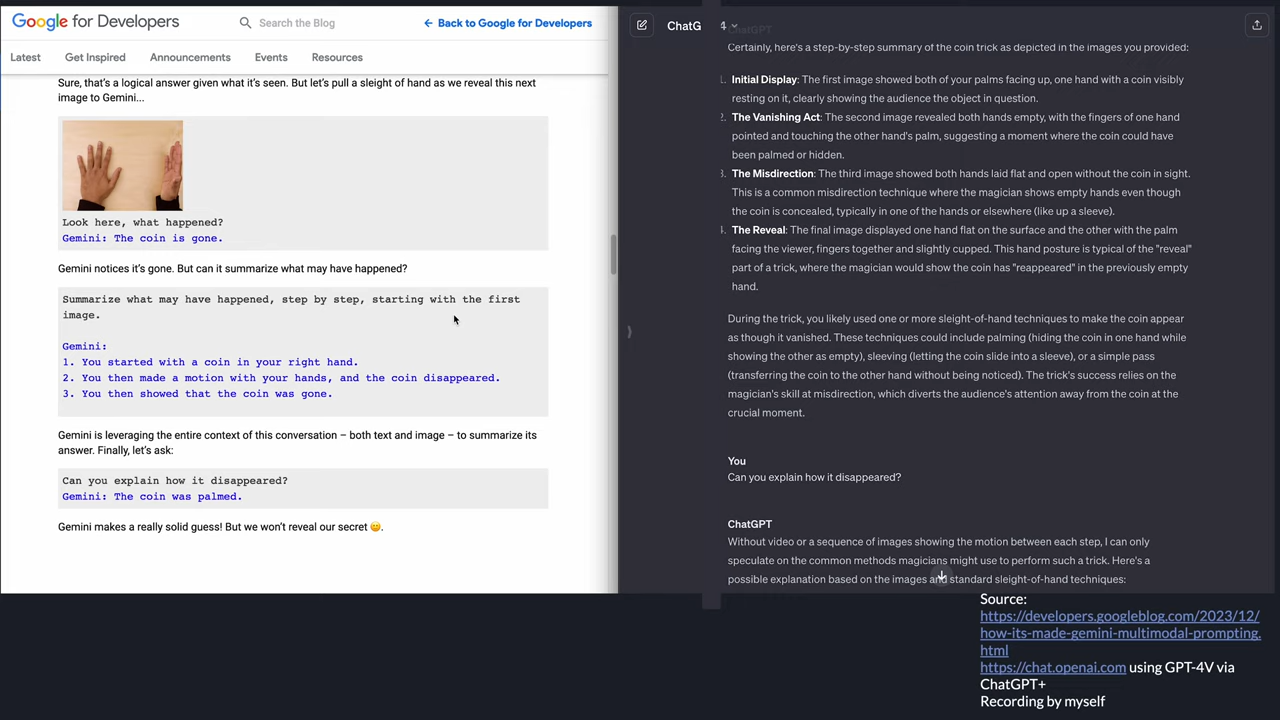 Google for Developers
Search the Blog
← Back to Google for Developers
Latest
Get Inspired
Announcements
Events
Resources
Sure, that's a logical answer given what it's seen. But let's pull a sleight of hand as we reveal this next
image to Gemini...
Look here, what happened?
Gemini: The coin is gone.
Gemini notices it's gone. But can it summarize what may have happened?
Summarize what may have happened, step by step, starting with the first
image.
Gemini:
1. You started with a coin in your right hand.
2. You then made a motion with your hands, and the coin disappeared.
3. You then showed that the coin was gone.
Gemini is leveraging the entire context of this conversation – both text and image – to summarize its
answer. Finally, let's ask:
Can you explain how it disappeared?
Gemini: The coin was palmed.
Gemini makes a really solid guess! But we won't reveal our secret 😉.
ChatG 4
ChatGPT
Certainly, here's a step-by-step summary of the coin trick as depicted in the images you provided:
1. Initial Display: The first image showed both of your palms facing up, one hand with a coin visibly
resting on it, clearly showing the audience the object in question.
2. The Vanishing Act: The second image revealed both hands empty, with the fingers of one hand
pointed and touching the other hand's palm, suggesting a moment where the coin could have
been palmed or hidden.
3. The Misdirection: The third image showed both hands laid flat and open without the coin in sight.
This is a common misdirection technique where the magician shows empty hands even though
the coin is concealed, typically in one of the hands or elsewhere (like up a sleeve).
4. The Reveal: The final image displayed one hand flat on the surface and the other with the palm
facing the viewer, fingers together and slightly cupped. This hand posture is typical of the "reveal"
part of a trick, where the magician would show the coin has "reappeared" in the previously empty
hand.
During the trick, you likely used one or more sleight-of-hand techniques to make the coin appear
as though it vanished. These techniques could include palming (hiding the coin in one hand while
showing the other as empty), sleeving (letting the coin slide into a sleeve), or a simple pass
(transferring the coin to the other hand without being noticed). The trick's success relies on the
magician's skill at misdirection, which diverts the audience's attention away from the coin at the
crucial moment.
You
Can you explain how it disappeared?
ChatGPT
Without video or a sequence of images showing the motion between each step, I can only
speculate on the common methods magicians might use to perform such a trick. Here's a
possible explanation based on the images and standard sleight-of-hand techniques:
Source:
https://developers.googleblog.com/2023/12/
how-its-made-gemini-multimodal-prompting.
html
https://chat.openai.com using GPT-4V via
ChatGPT+
Recording by myself